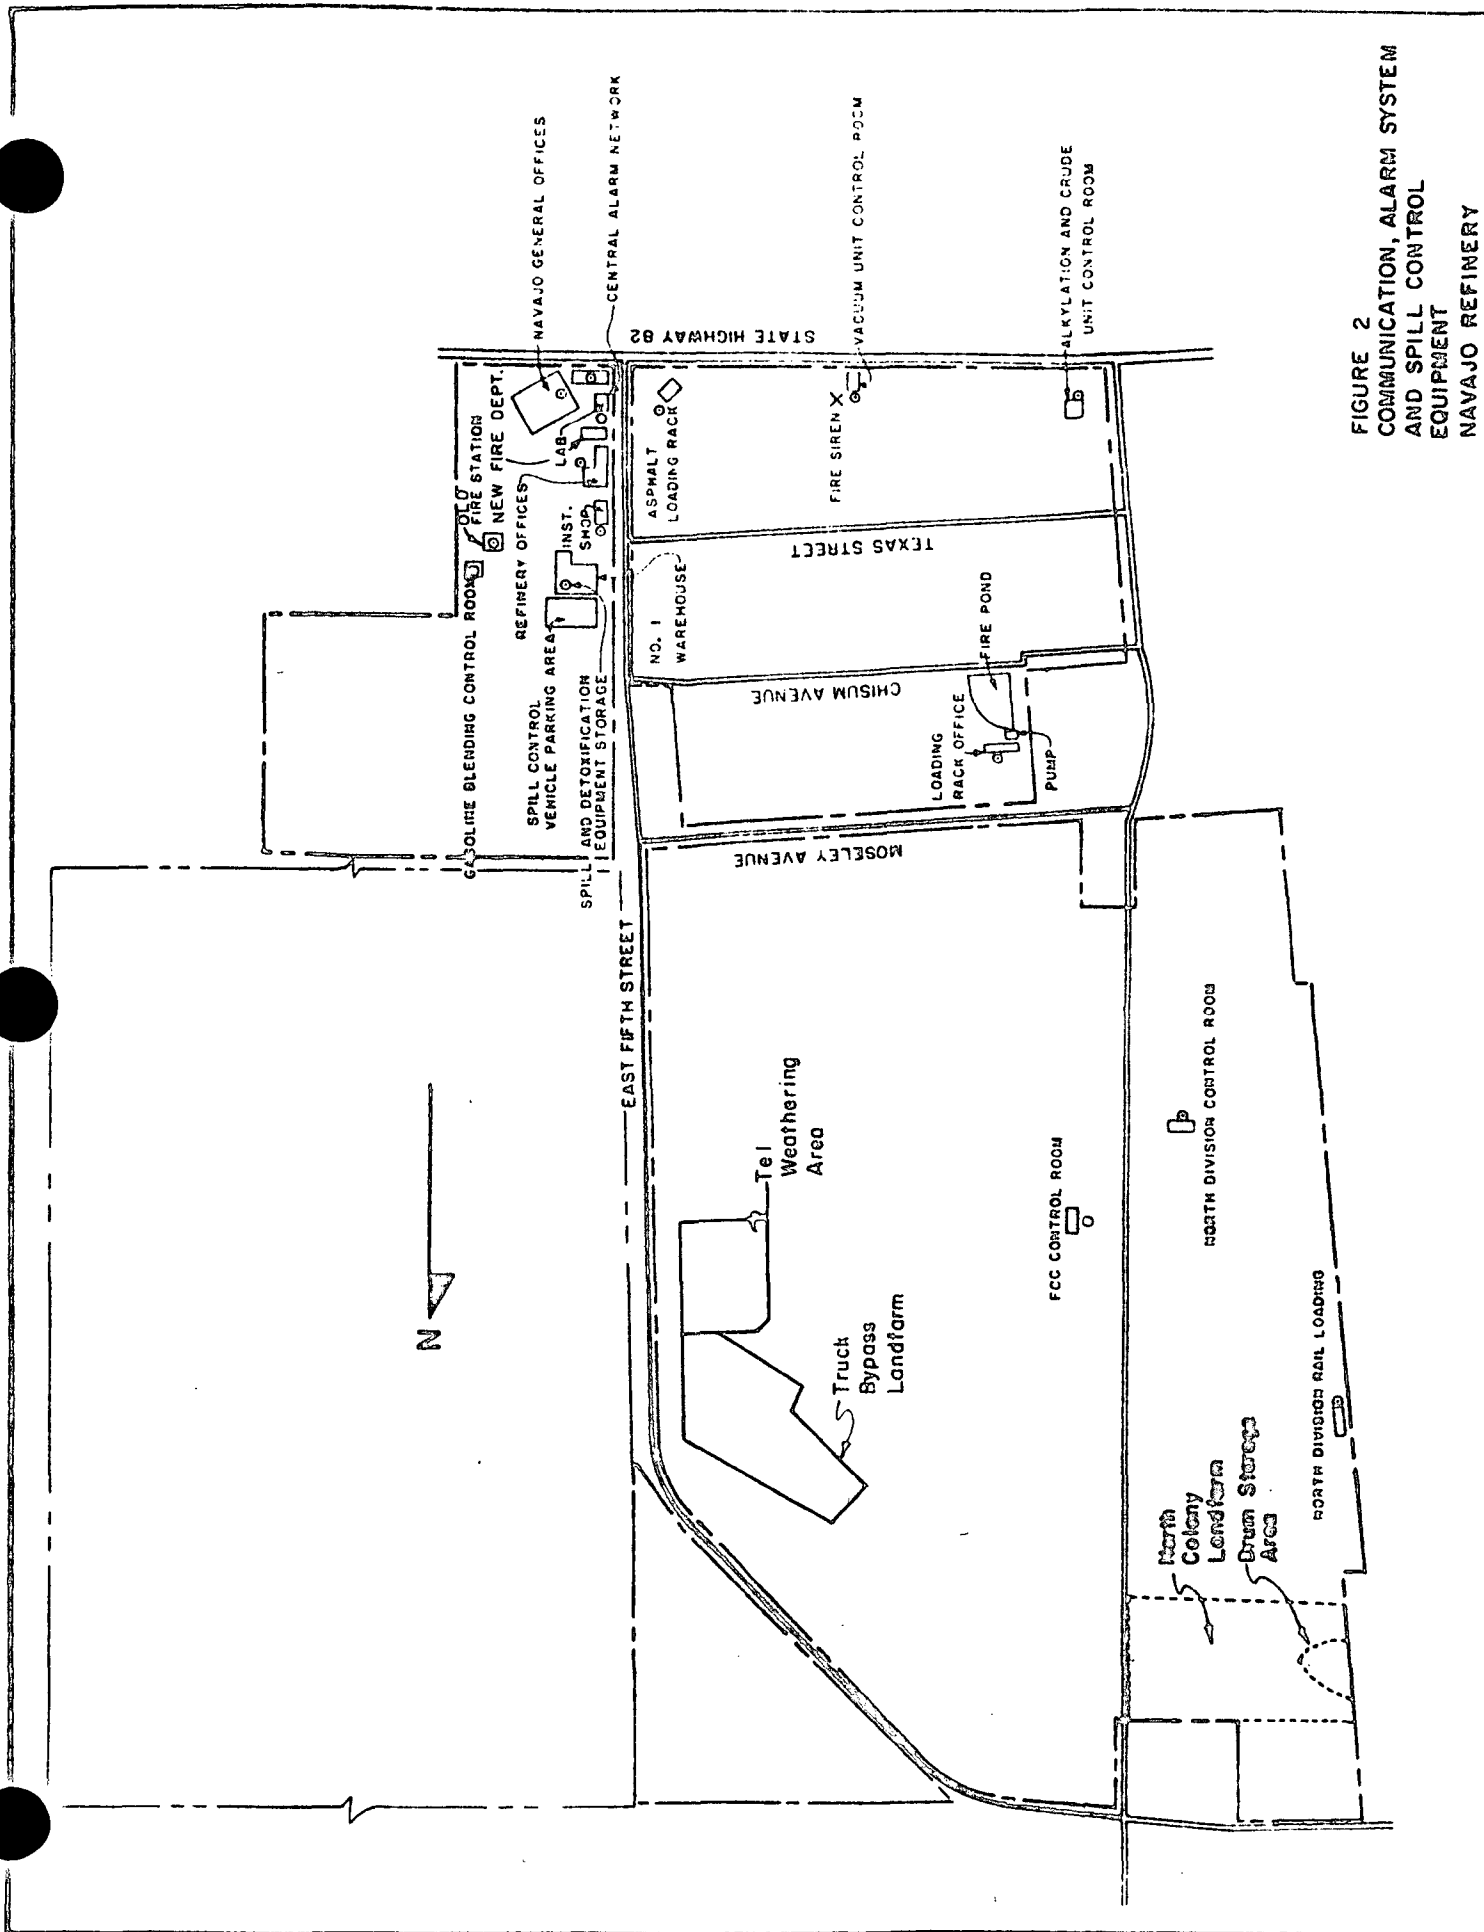 NAVAJO GENERAL OFFICES
CENTRAL ALARM NETWORK
VACUUM UNIT CONTROL ROOM
ALKYLATION AND CRUDE
UNIT CONTROL ROOM
STATE HIGHWAY 82
OLD
FIRE STATION
NEW FIRE DEPT.
LAB
REFINERY OFFICES
INST.
SHOP
ASPHALT
LOADING RACK
FIRE SIREN
TEXAS STREET
GASOLINE BLENDING CONTROL ROOM
SPILL CONTROL
VEHICLE PARKING AREA
SPILL AND DETOXIFICATION
EQUIPMENT STORAGE
NO. 1
WAREHOUSE
CHISUM AVENUE
FIRE POND
LOADING
RACK OFFICE
PUMP
MOSELEY AVENUE
EAST FIFTH STREET
N
Tel
Weathering
Area
Truck
Bypass
Landfarm
FCC CONTROL ROOM
NORTH DIVISION CONTROL ROOM
NORTH DIVISION RAIL LOADING
North
Colony
Landfarm
Drum Storage
Area
FIGURE 2
COMMUNICATION, ALARM SYSTEM
AND SPILL CONTROL
EQUIPMENT
NAVAJO REFINERY